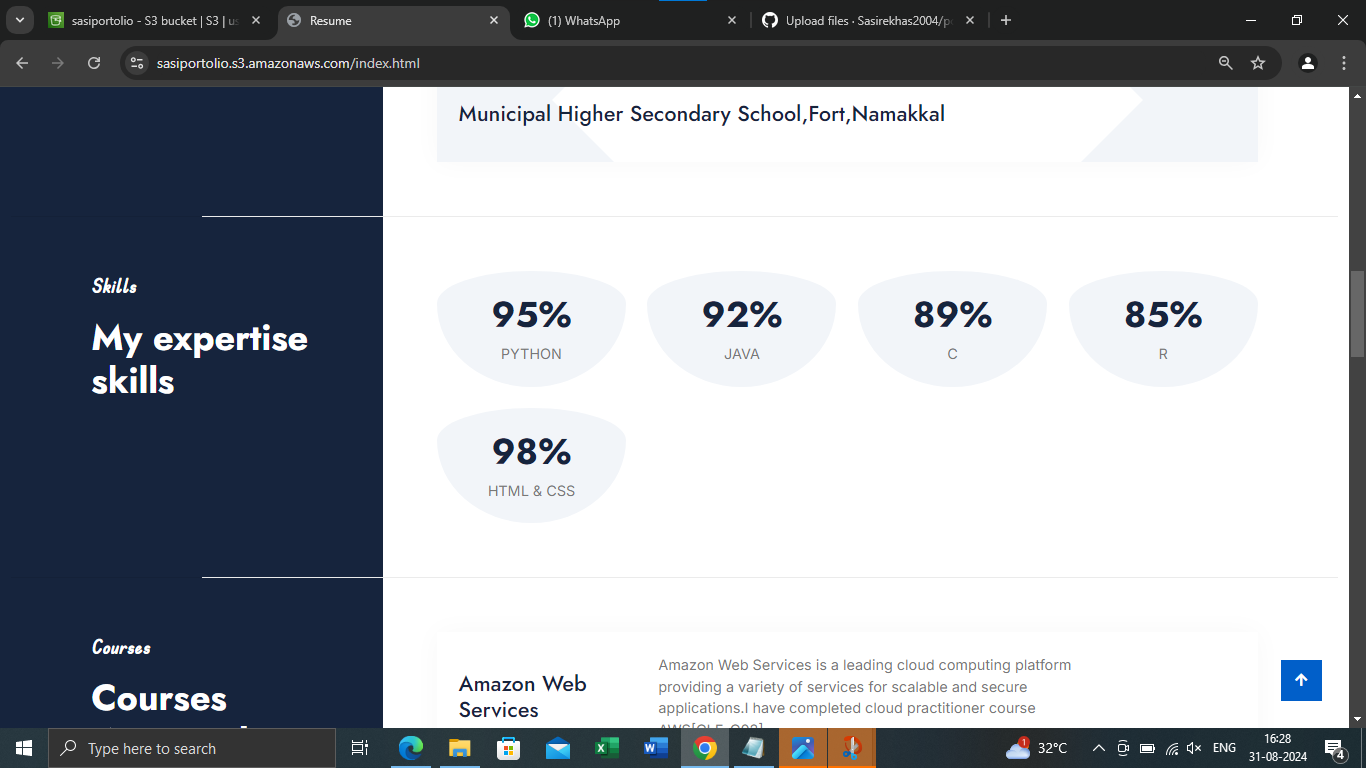 sasiportolio - S3 bucket | S3 | us
Resume
(1) WhatsApp
Upload files · Sasirekhas2004/po
sasiportolio.s3.amazonaws.com/index.html
Municipal Higher Secondary School,Fort,Namakkal
Skills
My expertise
skills
95%
PYTHON
92%
JAVA
89%
C
85%
R
98%
HTML & CSS
Courses
Courses
Amazon Web
Services
Amazon Web Services is a leading cloud computing platform
providing a variety of services for scalable and secure
applications.I have completed cloud practitioner course
Type here to search
1
32°C
ENG
16:28
31-08-2024
4